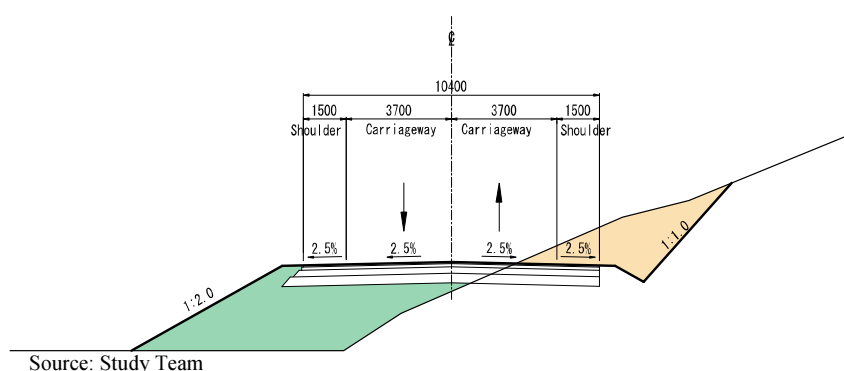 ℄
10400
1500 3700 3700 1500
Shoulder Carriageway Carriageway Shoulder
2.5% 2.5% 2.5% 2.5%
1:1.0
1:2.0
Source: Study Team